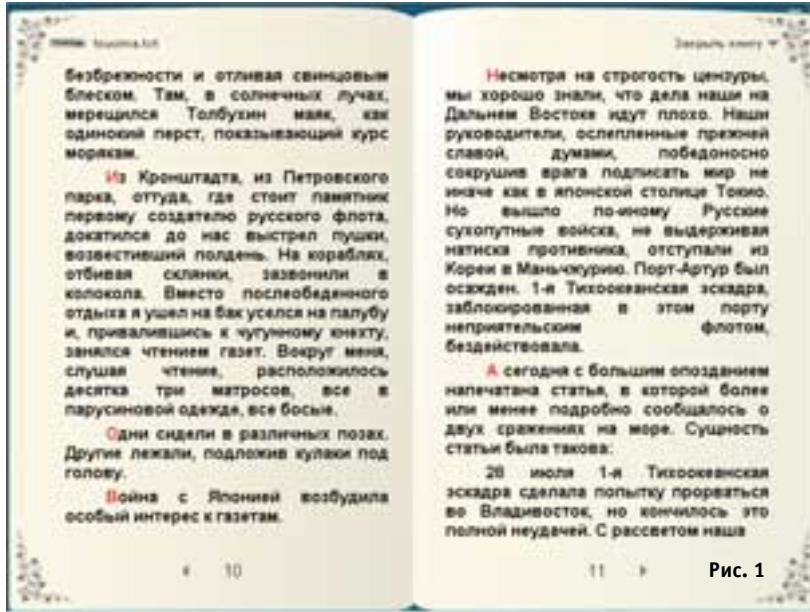 tsusima.txt
Закрыть книгу
безбрежности и отливая свинцовым
блеском. Там, в солнечных лучах,
мерещился Толбухин маяк, как
одинокий перст, показывающий курс
морякам.
Из Кронштадта, из Петровского
парка, оттуда, где стоит памятник
первому создателю русского флота,
докатился до нас выстрел пушки,
возвестивший полдень. На кораблях,
отбивая склянки, зазвонили в
колокола. Вместо послеобеденного
отдыха я ушел на бак уселся на палубу
и, привалившись к чугунному кнехту,
занялся чтением газет. Вокруг меня,
слушая чтение, расположилось
десятка три матросов, все в
парусиновой одежде, все босые.
Одни сидели в различных позах.
Другие лежали, подложив кулаки под
голову.
Война с Японией возбудила
особый интерес к газетам.
10
Несмотря на строгость цензуры,
мы хорошо знали, что дела наши на
Дальнем Востоке идут плохо. Наши
руководители, ослепленные прежней
славой, думами, победоносно
сокрушив врага подписать мир не
иначе как в японской столице Токио.
Но вышло по-иному Русские
сухопутные войска, не выдерживая
натиска противника, отступали из
Кореи в Маньчжурию. Порт-Артур был
осажден. 1-я Тихоокеанская эскадра,
заблокированная в этом порту
неприятельским флотом,
бездействовала.
А сегодня с большим опозданием
напечатана статья, в которой более
или менее подробно сообщалось о
двух сражениях на море. Сущность
статьи была такова:
28 июля 1-я Тихоокеанская
эскадра сделала попытку прорваться
во Владивосток, но кончилось это
полной неудачей. С рассветом наша
11
Рис. 1